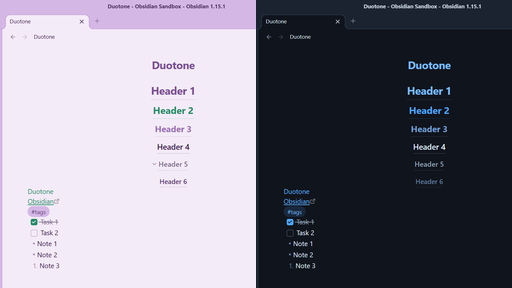 Duotone - Obsidian Sandbox - Obsidian 1.15.1
Duotone
Duotone
Duotone
Header 1
Header 2
Header 3
Header 4
Header 5
Header 6
Duotone
Obsidian
#tags
Task 1
Task 2
• Note 1
• Note 2
1. Note 3
Duotone - Obsidian Sandbox - Obsidian 1.15.1
Duotone
Duotone
Duotone
Header 1
Header 2
Header 3
Header 4
Header 5
Header 6
Duotone
Obsidian
#tags
Task 1
Task 2
• Note 1
• Note 2
1. Note 3